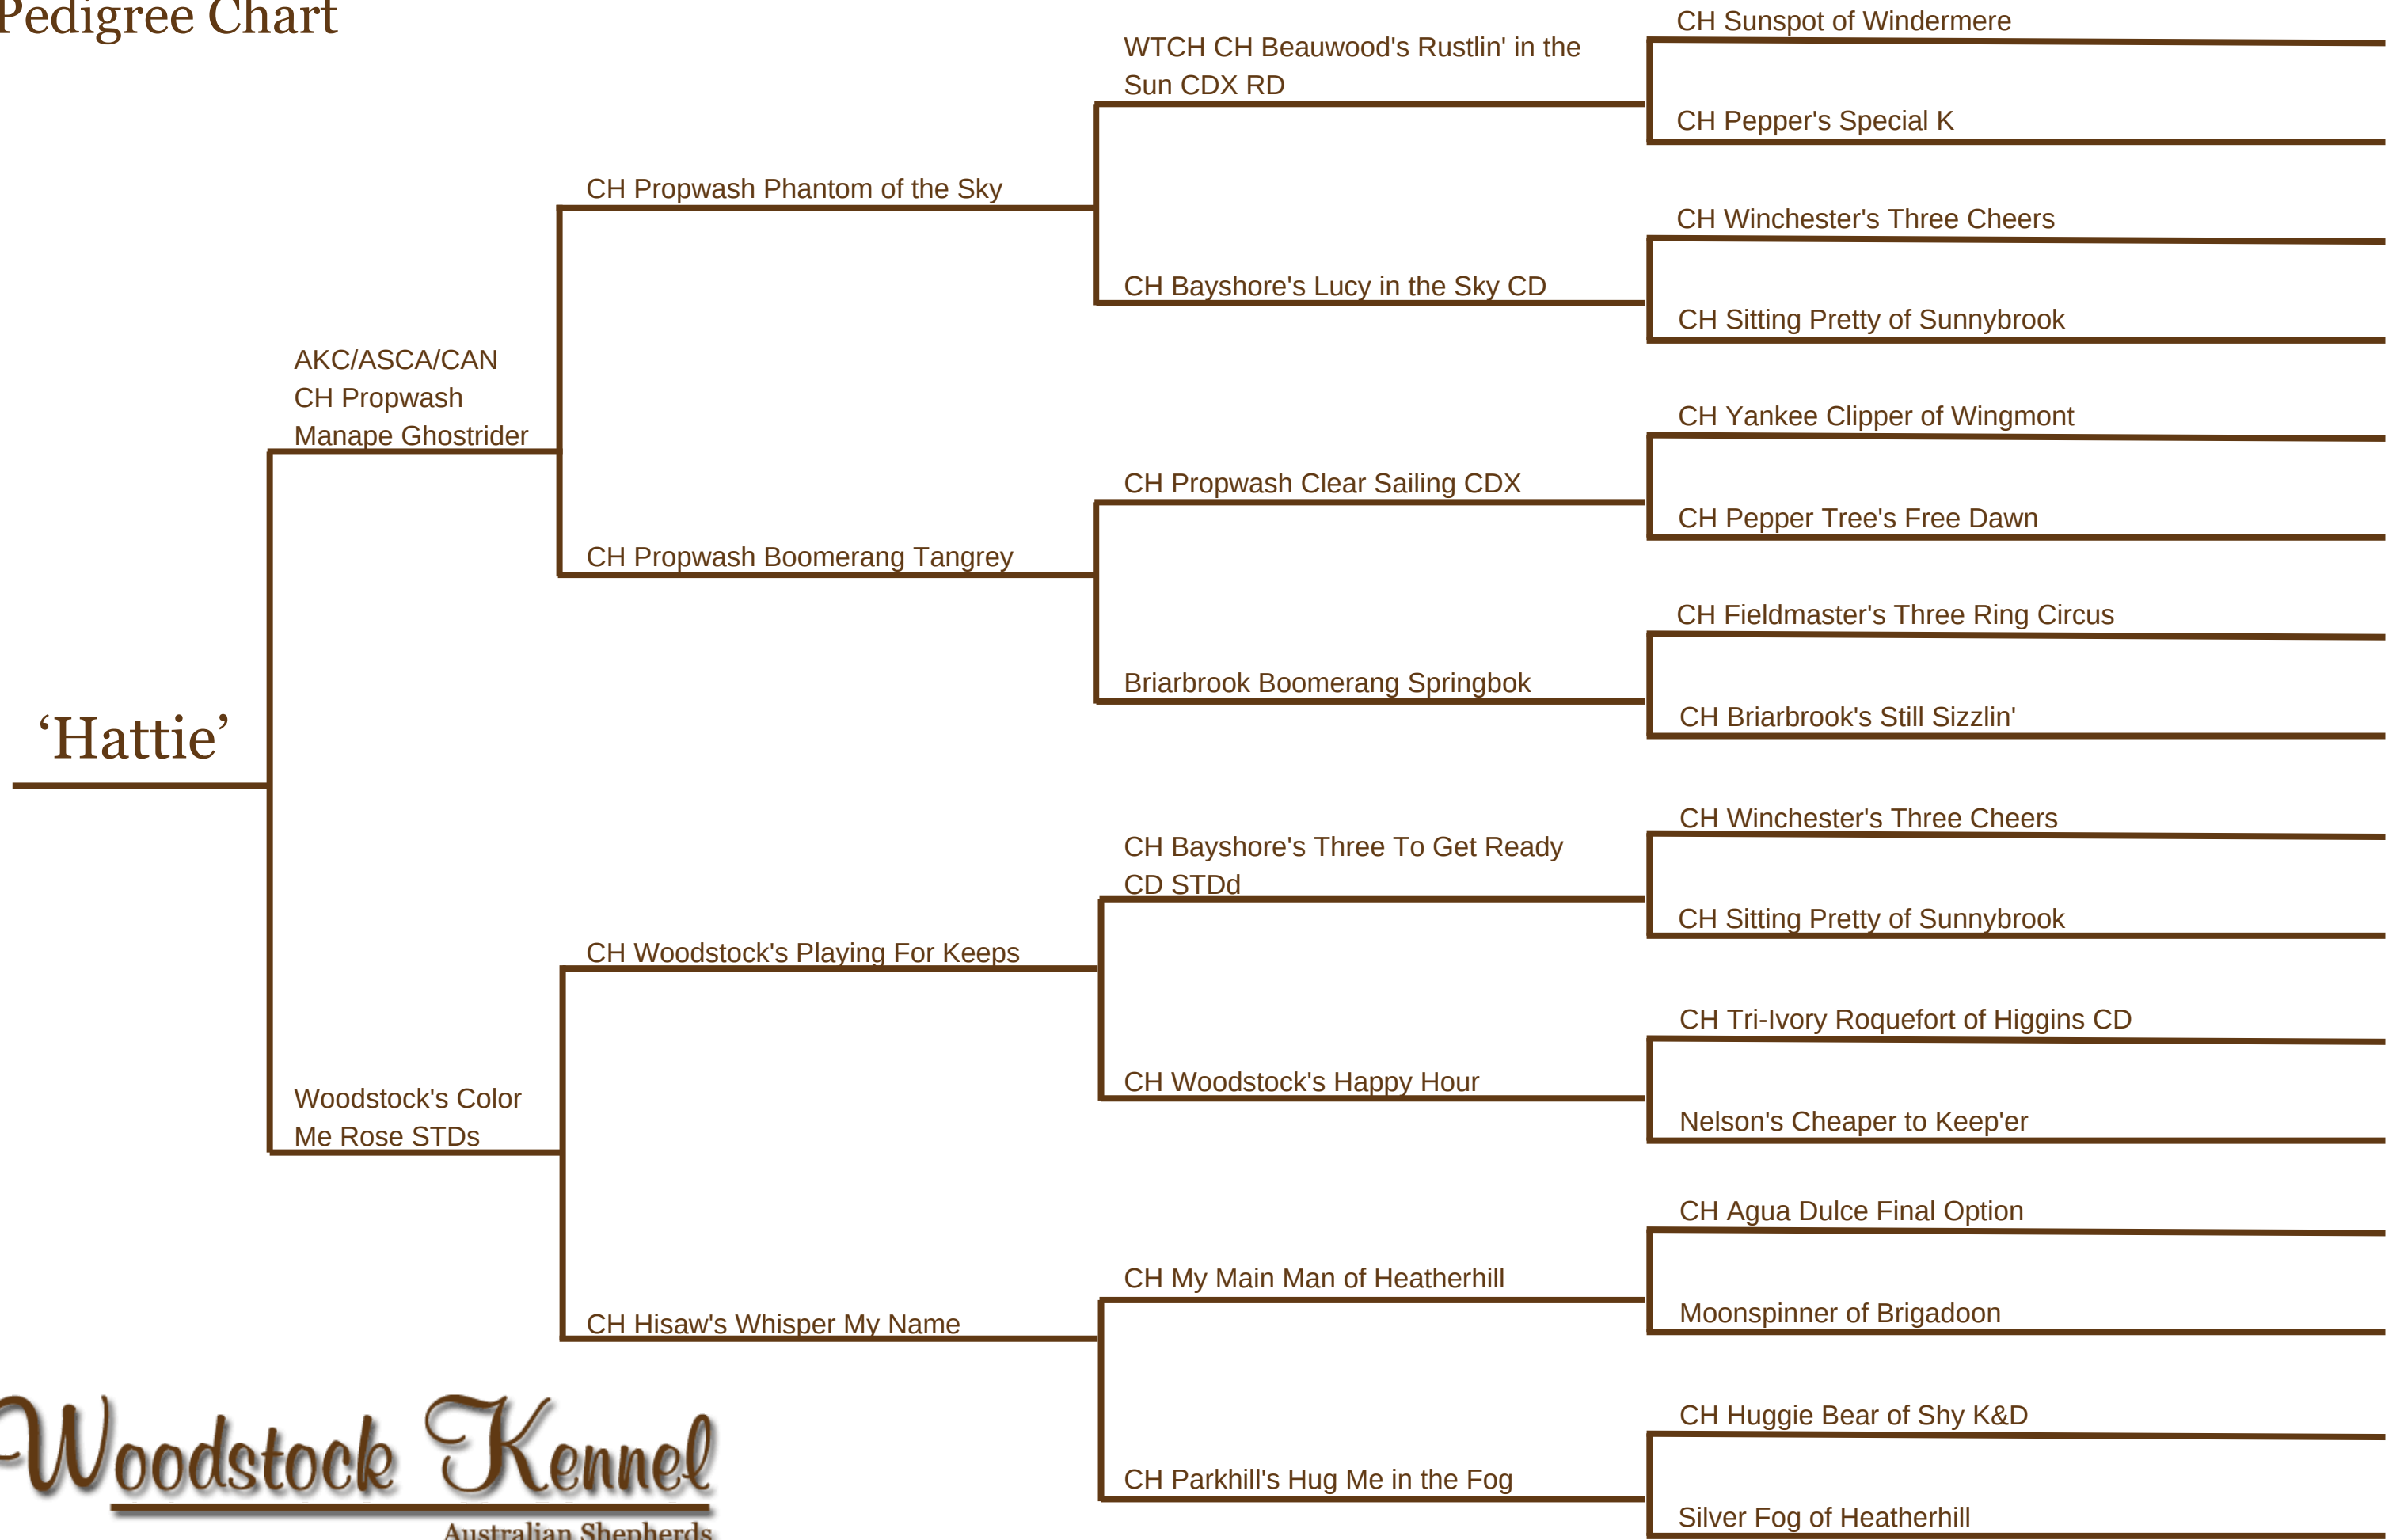 Pedigree Chart
‘Hattie’
AKC/ASCA/CAN
CH Propwash
Manape Ghostrider
Woodstock's Color
Me Rose STDs
CH Propwash Phantom of the Sky
CH Propwash Boomerang Tangrey
CH Woodstock's Playing For Keeps
CH Hisaw's Whisper My Name
WTCH CH Beauwood's Rustlin' in the
Sun CDX RD
CH Bayshore's Lucy in the Sky CD
CH Propwash Clear Sailing CDX
Briarbrook Boomerang Springbok
CH Bayshore's Three To Get Ready
CD STDd
CH Woodstock's Happy Hour
CH My Main Man of Heatherhill
CH Parkhill's Hug Me in the Fog
CH Sunspot of Windermere
CH Pepper's Special K
CH Winchester's Three Cheers
CH Sitting Pretty of Sunnybrook
CH Yankee Clipper of Wingmont
CH Pepper Tree's Free Dawn
CH Fieldmaster's Three Ring Circus
CH Briarbrook's Still Sizzlin'
CH Winchester's Three Cheers
CH Sitting Pretty of Sunnybrook
CH Tri-Ivory Roquefort of Higgins CD
Nelson's Cheaper to Keep'er
CH Agua Dulce Final Option
Moonspinner of Brigadoon
CH Huggie Bear of Shy K&D
Silver Fog of Heatherhill
Woodstock Kennel
Australian Shepherds